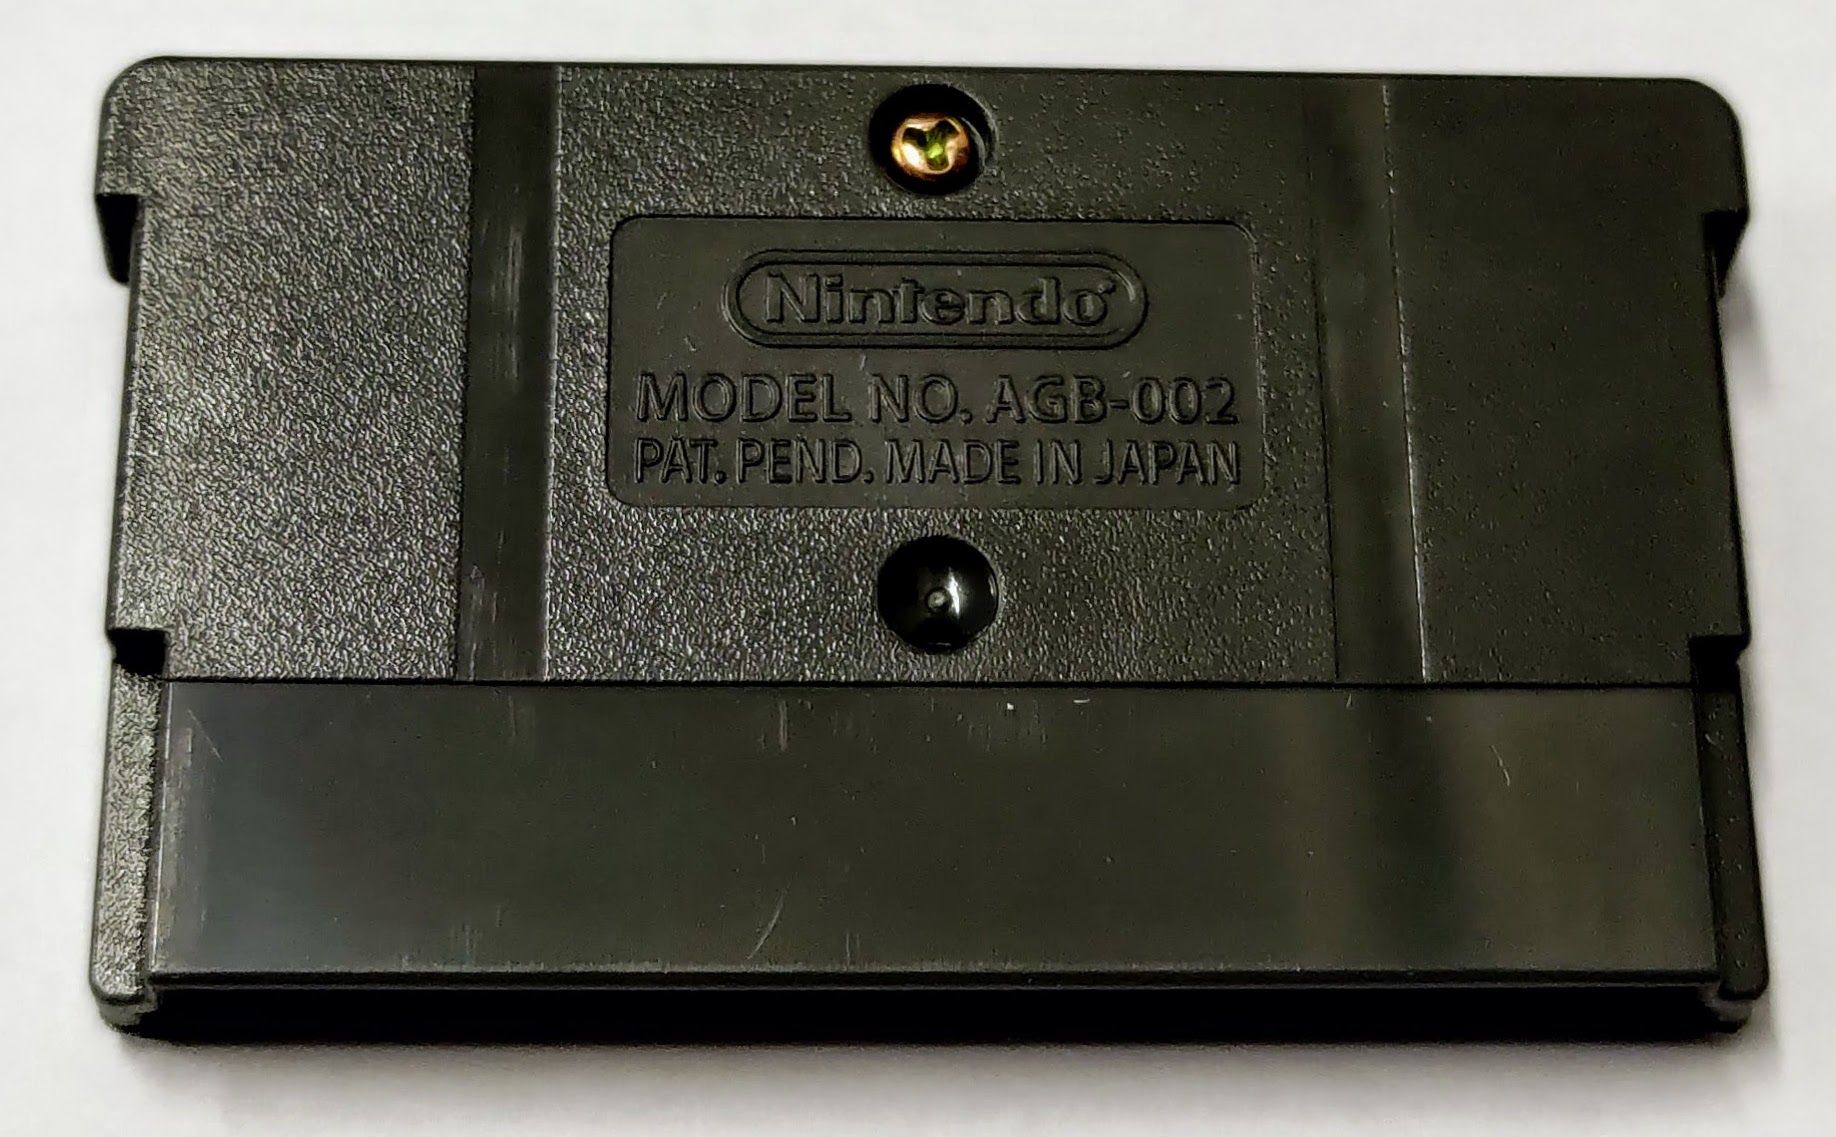 Nintendo
MODEL NO. AGB-002
PAT. PEND. MADE IN JAPAN